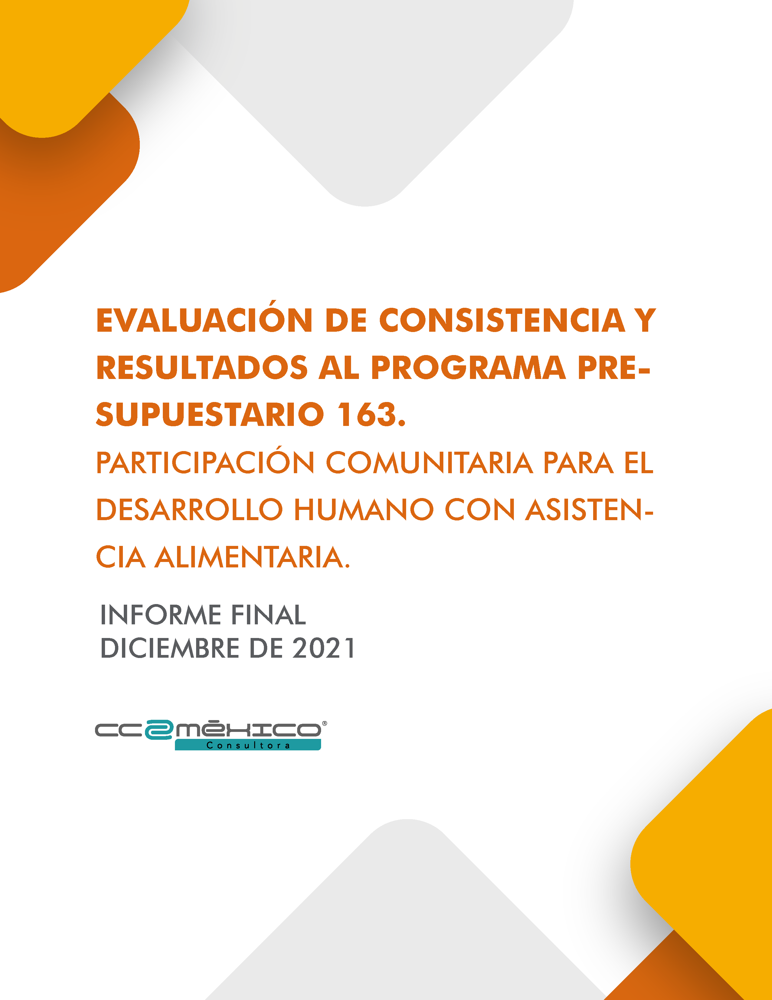 EVALUACIÓN DE CONSISTENCIA Y
RESULTADOS AL PROGRAMA PRE-
SUPUESTARIO 163.
PARTICIPACIÓN COMUNITARIA PARA EL
DESARROLLO HUMANO CON ASISTEN-
CIA ALIMENTARIA.
INFORME FINAL
DICIEMBRE DE 2021
CC2MÉXICO®
Consultora